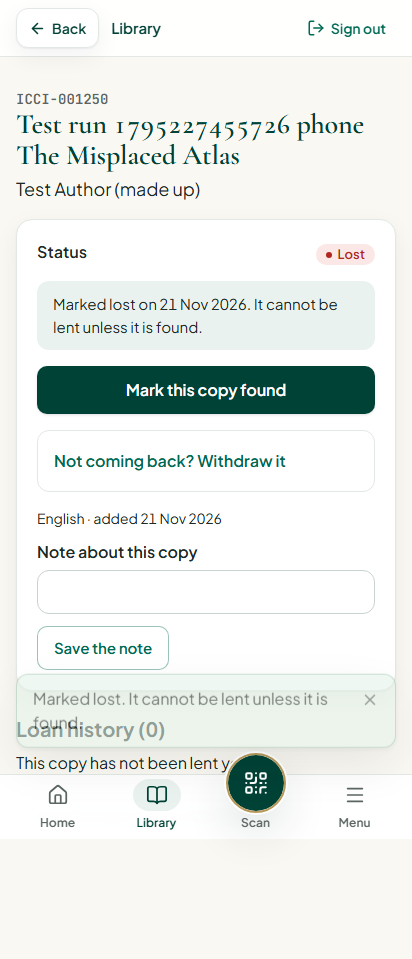 Back
Library
Sign out
ICCI-001250
Test run 1795227455726 phone
The Misplaced Atlas
Test Author (made up)
Status
Lost
Marked lost on 21 Nov 2026. It cannot be
lent unless it is found.
Mark this copy found
Not coming back? Withdraw it
English · added 21 Nov 2026
Note about this copy
Save the note
Marked lost. It cannot be lent unless it is
found.
Loan history (0)
This copy has not been lent
Home
Library
Scan
Menu